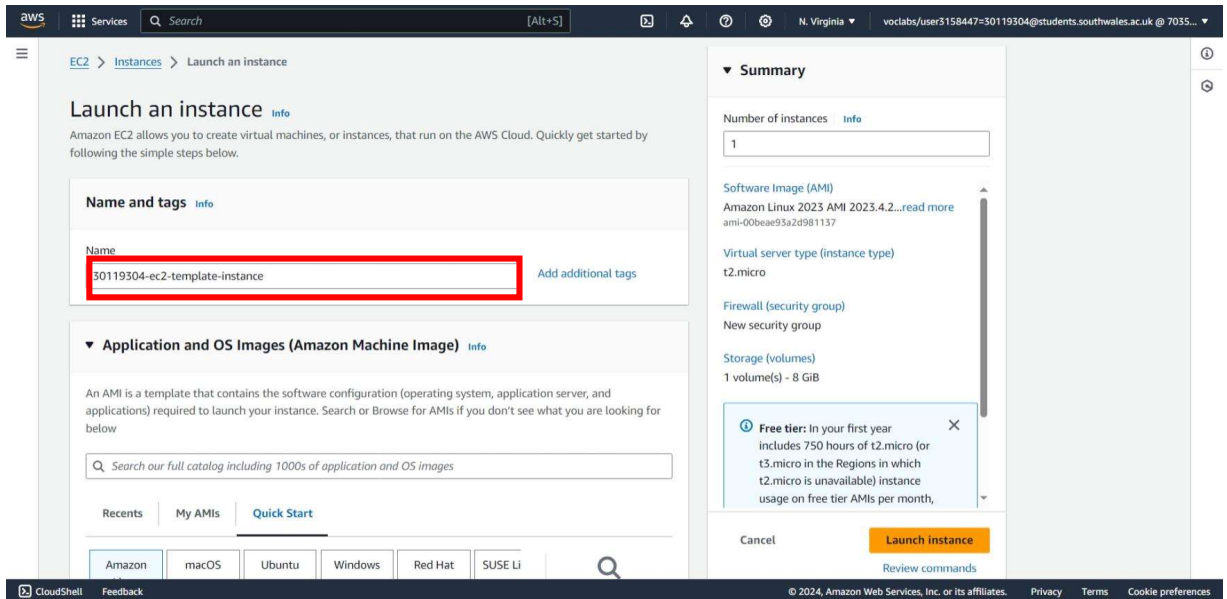 aws
Services
Search
[Alt+S]
N. Virginia ▼
voclabs/user3158447=30119304@students.southwales.ac.uk @ 7035... ▼
EC2 > Instances > Launch an instance
Launch an instance Info
Amazon EC2 allows you to create virtual machines, or instances, that run on the AWS Cloud. Quickly get started by
following the simple steps below.
Name and tags Info
Name
30119304-ec2-template-instance
Add additional tags
▼ Application and OS Images (Amazon Machine Image) Info
An AMI is a template that contains the software configuration (operating system, application server, and
applications) required to launch your instance. Search or Browse for AMIs if you don't see what you are looking for
below
Search our full catalog including 1000s of application and OS images
Recents
My AMIs
Quick Start
Amazon
macOS
Ubuntu
Windows
Red Hat
SUSE Li
▼ Summary
Number of instances Info
1
Software Image (AMI)
Amazon Linux 2023 AMI 2023.4.2...read more
ami-00beae93a2d981137
Virtual server type (instance type)
t2.micro
Firewall (security group)
New security group
Storage (volumes)
1 volume(s) - 8 GiB
Free tier: In your first year
includes 750 hours of t2.micro (or
t3.micro in the Regions in which
t2.micro is unavailable) instance
usage on free tier AMIs per month,
Cancel
Launch instance
Review commands
CloudShell
Feedback
© 2024, Amazon Web Services, Inc. or its affiliates.
Privacy
Terms
Cookie preferences